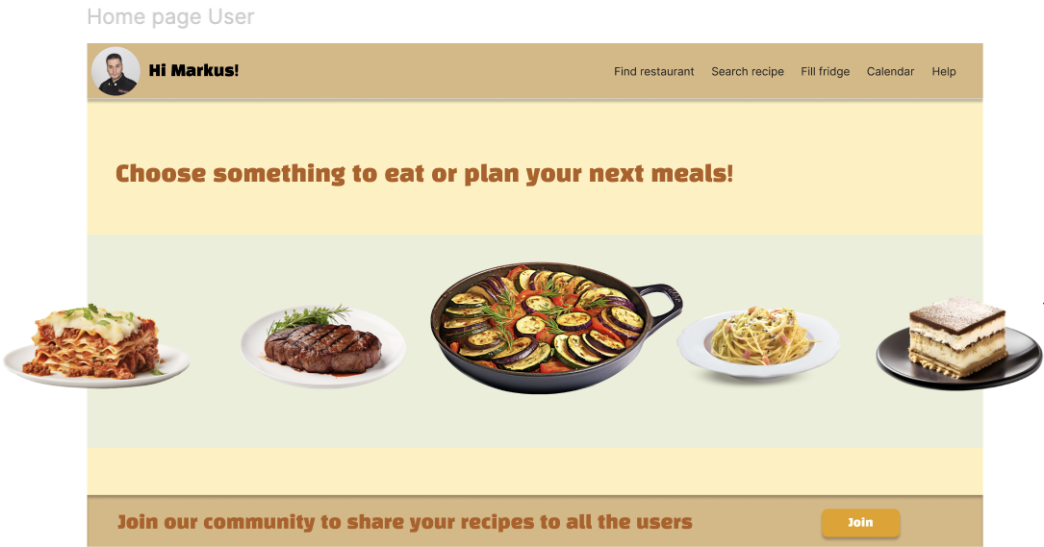 Home page User
Hi Markus!
Find restaurant Search recipe Fill fridge Calendar Help
Choose something to eat or plan your next meals!
Join our community to share your recipes to all the users
Join